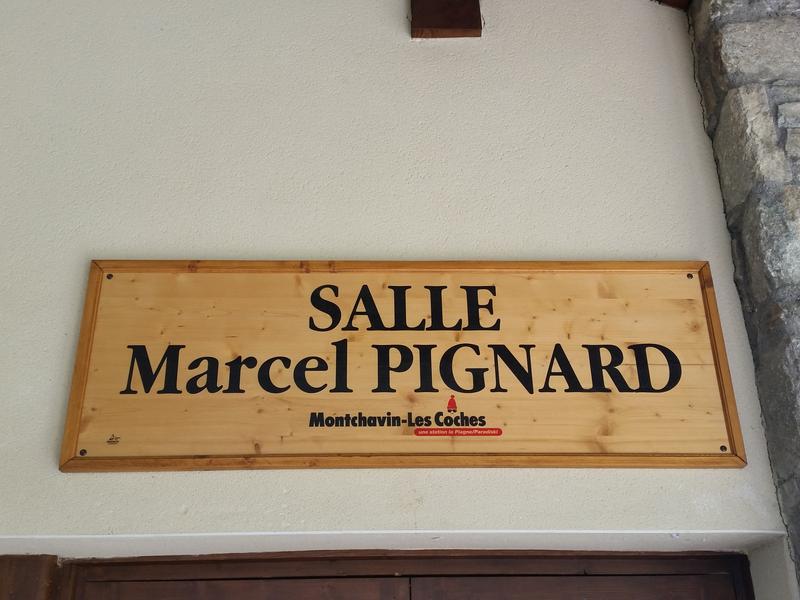 SALLE
Marcel PIGNARD
Montchavin-Les Coches
une station la Plagne/Paradiski